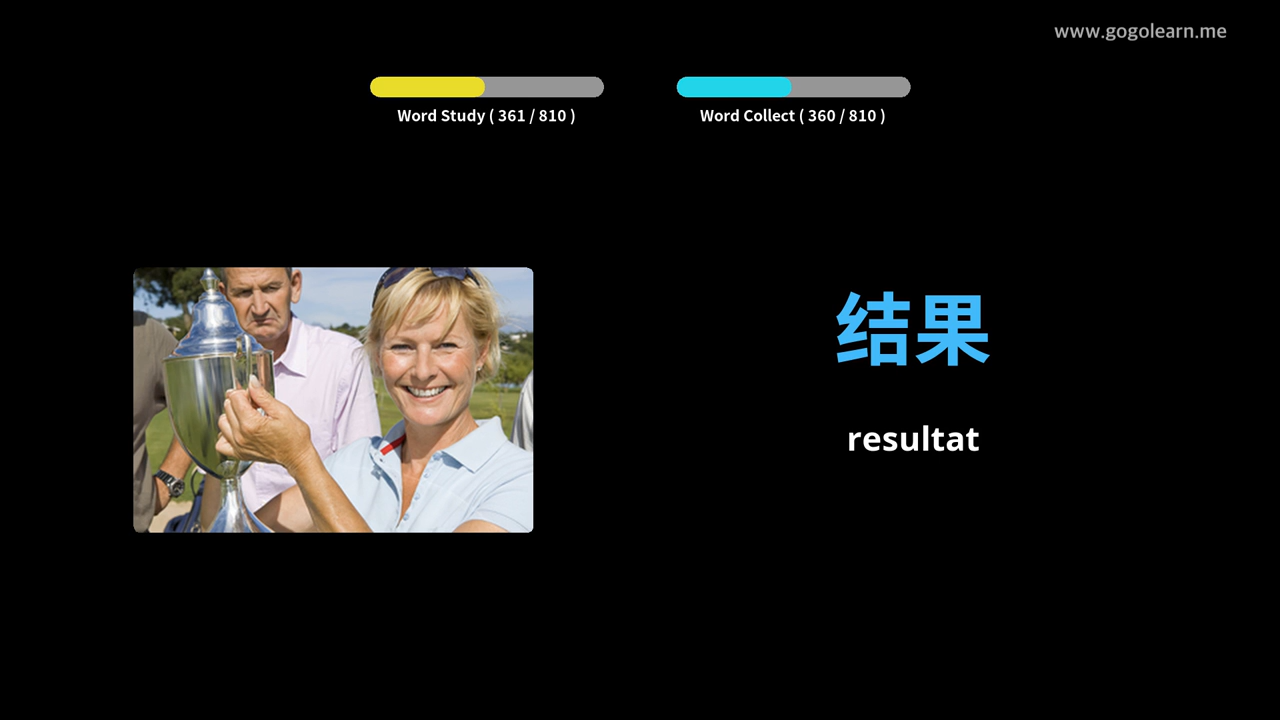 www.gogolearn.me
Word Study ( 361 / 810 )
Word Collect ( 360 / 810 )
结果
resultat